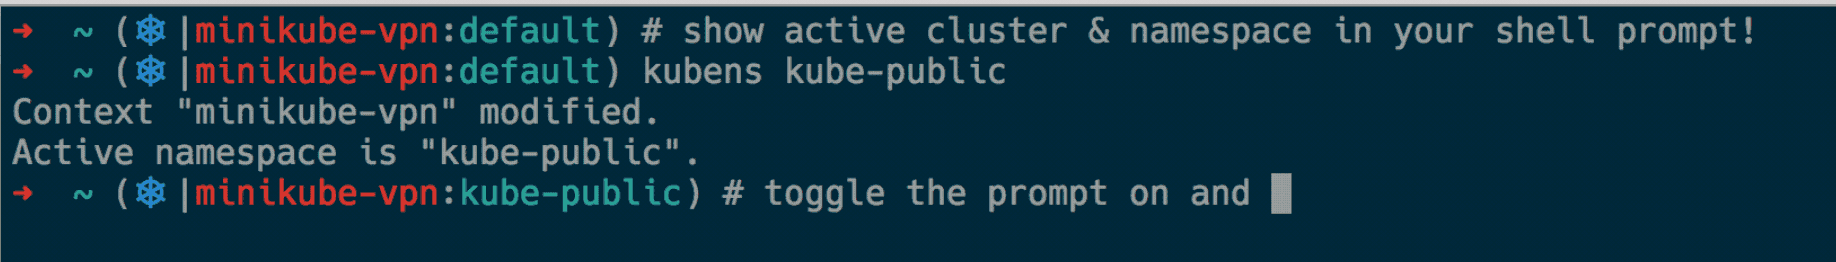 ➜ ~ (⎈|minikube-vpn:default) # show active cluster & namespace in your shell prompt!
➜ ~ (⎈|minikube-vpn:default) kubens kube-public
Context "minikube-vpn" modified.
Active namespace is "kube-public".
➜ ~ (⎈|minikube-vpn:kube-public) # toggle the prompt on and